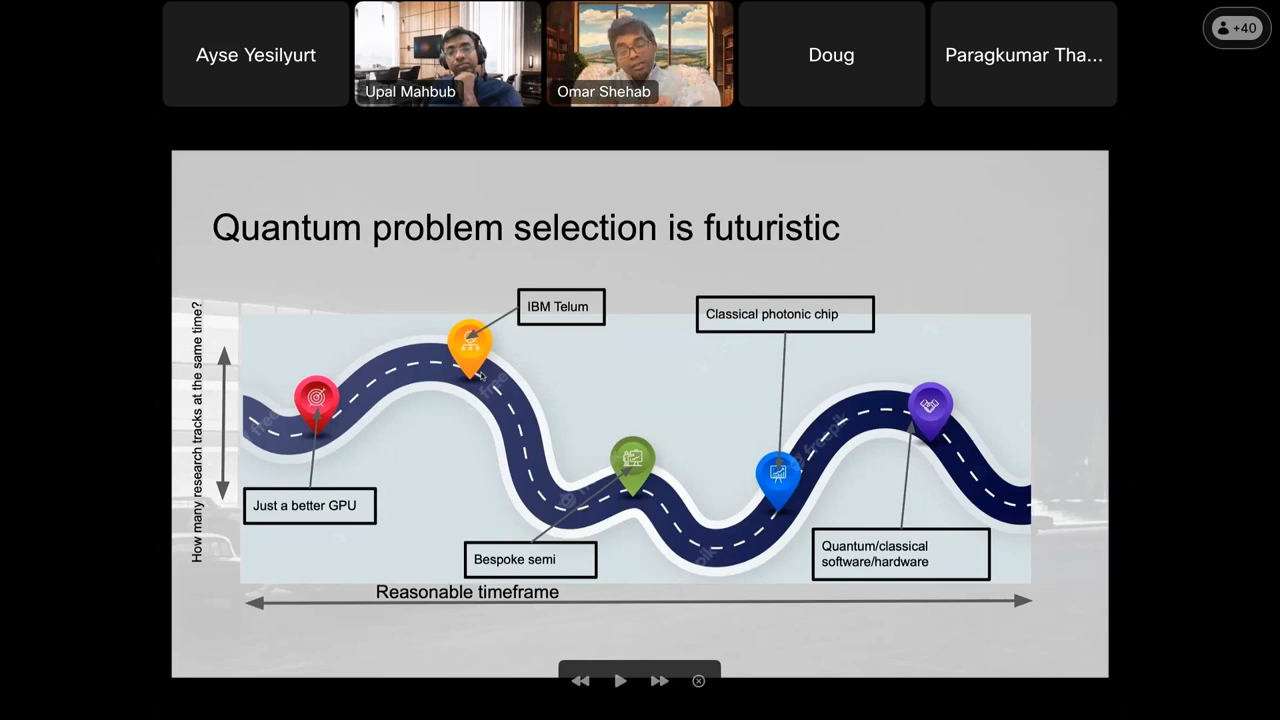 Ayse Yesilyurt
Upal Mahbub
Omar Shehab
Doug
Paragkumar Tha...
+40
Quantum problem selection is futuristic
How many research tracks at the same time?
IBM Telum
Classical photonic chip
Just a better GPU
Bespoke semi
Quantum/classical
software/hardware
Reasonable timeframe
freepik